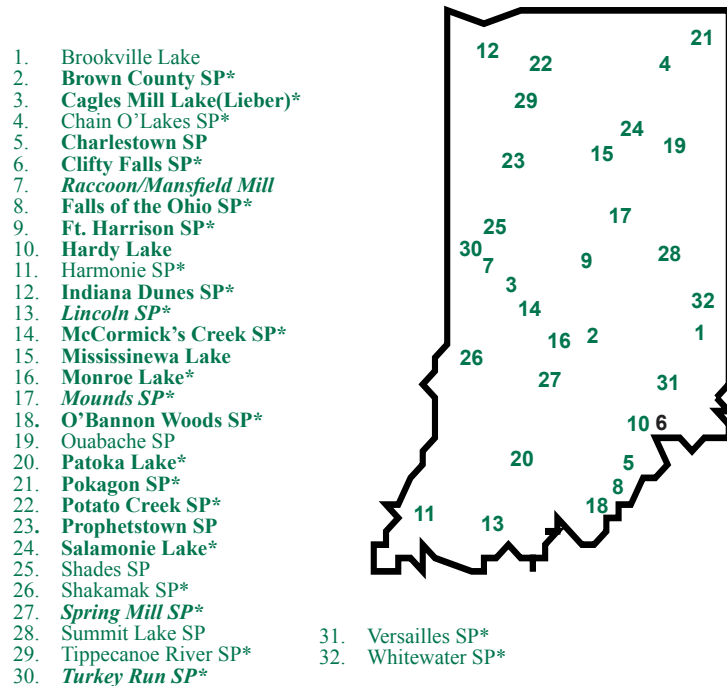 1. Brookville Lake
2. Brown County SP*
3. Cagles Mill Lake(Lieber)*
4. Chain O'Lakes SP*
5. Charlestown SP
6. Clifty Falls SP*
7. Raccoon/Mansfield Mill
8. Falls of the Ohio SP*
9. Ft. Harrison SP*
10. Hardy Lake
11. Harmonie SP*
12. Indiana Dunes SP*
13. Lincoln SP*
14. McCormick's Creek SP*
15. Mississinewa Lake
16. Monroe Lake*
17. Mounds SP*
18. O'Bannon Woods SP*
19. Ouabache SP
20. Patoka Lake*
21. Pokagon SP*
22. Potato Creek SP*
23. Prophetstown SP
24. Salamonie Lake*
25. Shades SP
26. Shakamak SP*
27. Spring Mill SP*
28. Summit Lake SP
29. Tippecanoe River SP*
30. Turkey Run SP*
31. Versailles SP*
32. Whitewater SP*
21
12
22
4
29
24
19
15
23
17
25
30
28
9
7
3
32
14
1
2
16
26
27
31
10 6
20
5
8
18
11
13